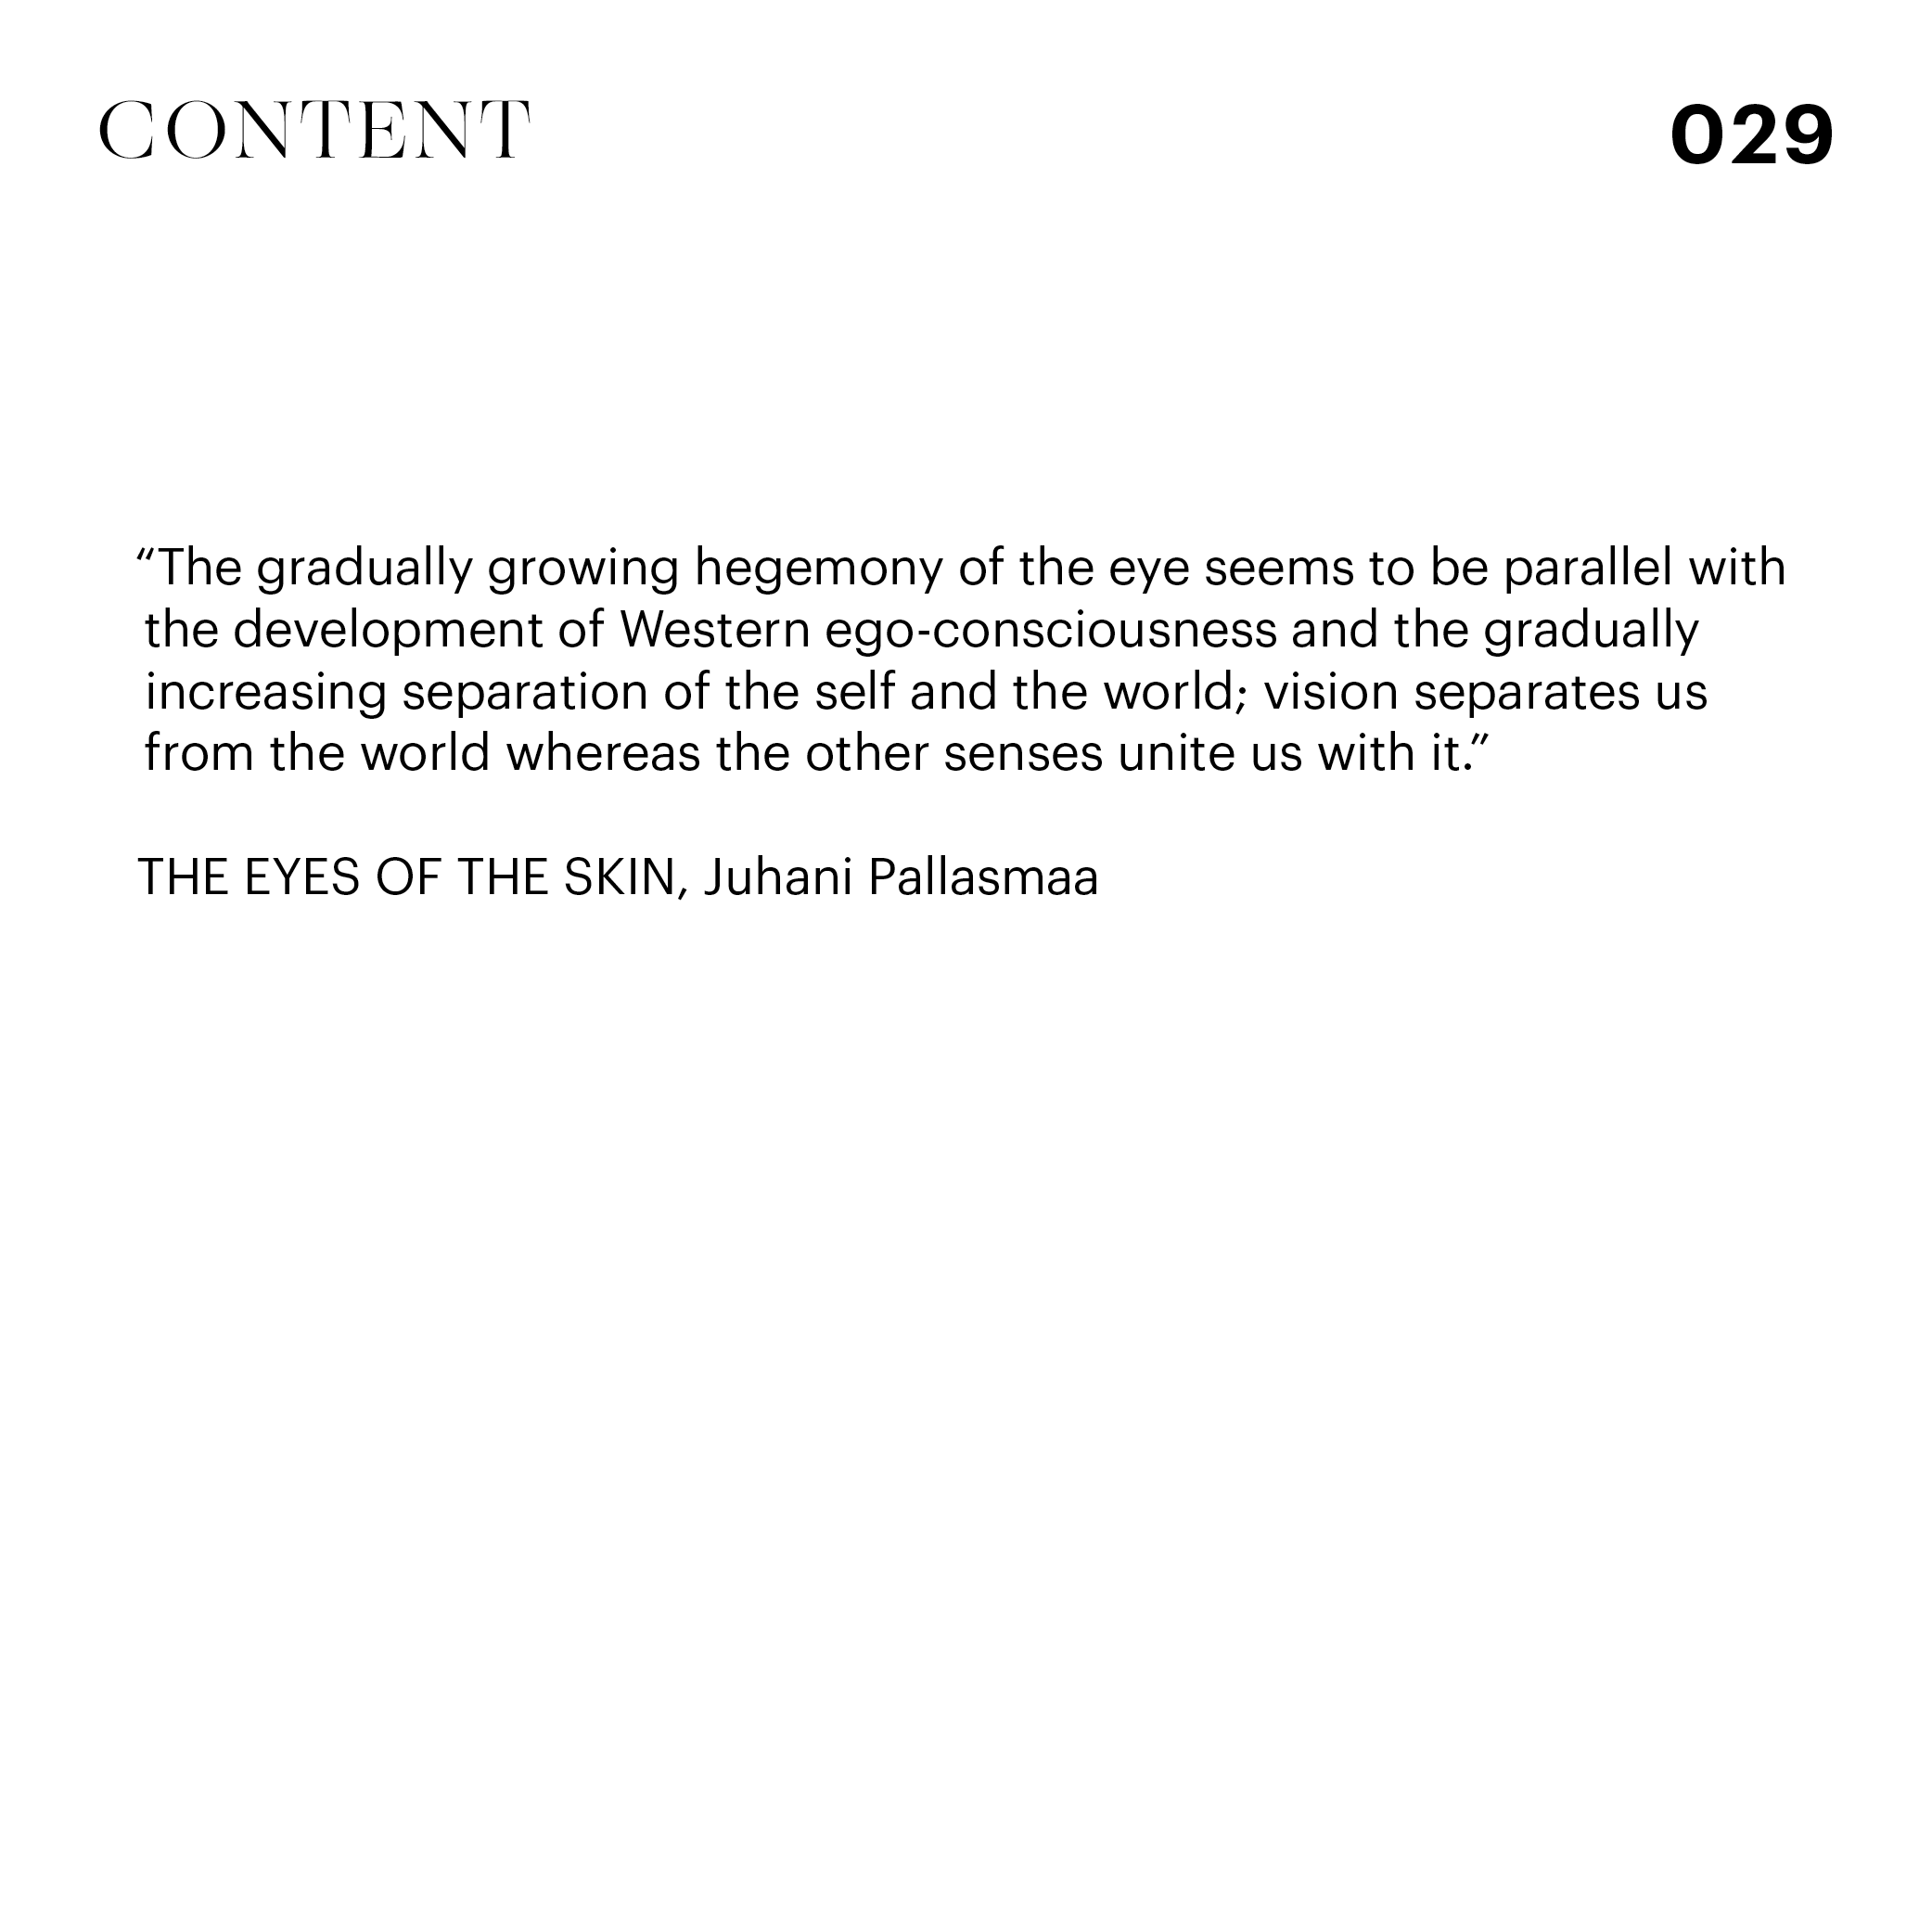 CONTENT
029
“The gradually growing hegemony of the eye seems to be parallel with
the development of Western ego-consciousness and the gradually
increasing separation of the self and the world; vision separates us
from the world whereas the other senses unite us with it.”
THE EYES OF THE SKIN, Juhani Pallasmaa